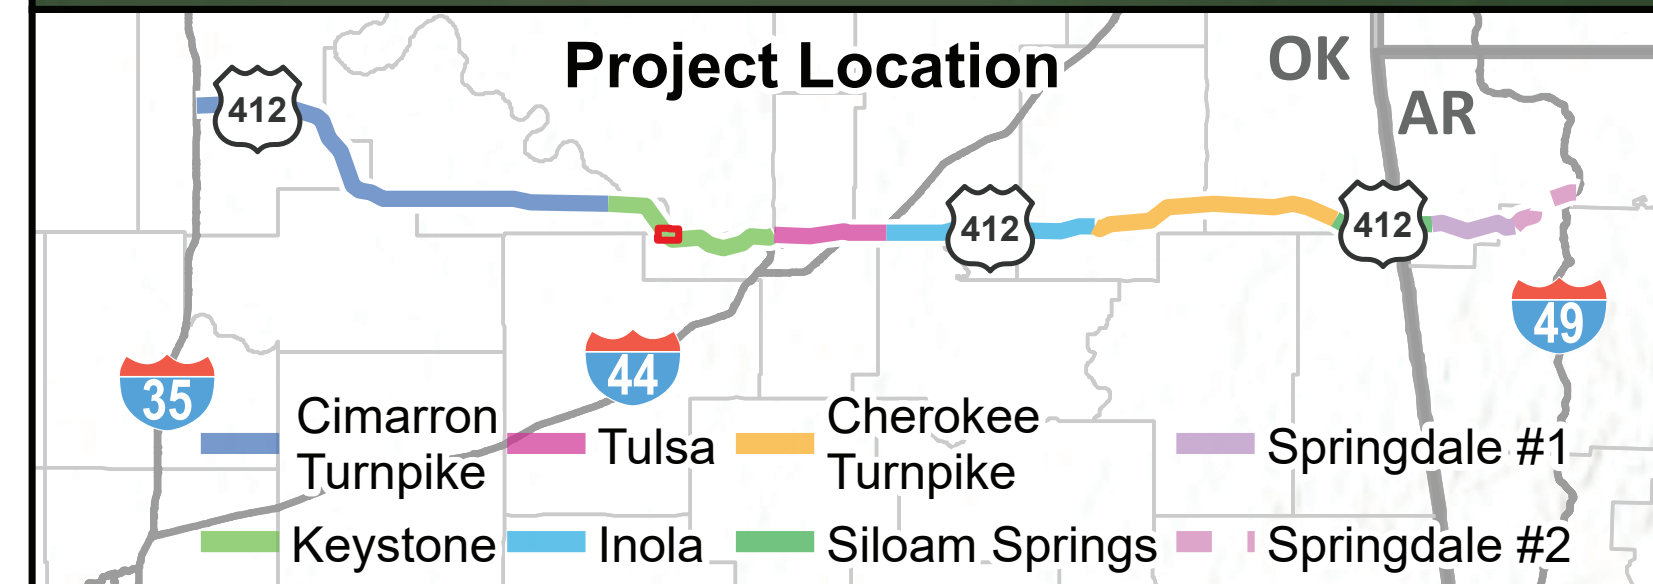 Project Location
OK
AR
412
412
412
35
44
49
Cimarron
Turnpike
Tulsa
Cherokee
Turnpike
Springdale #1
Keystone
Inola
Siloam Springs
Springdale #2